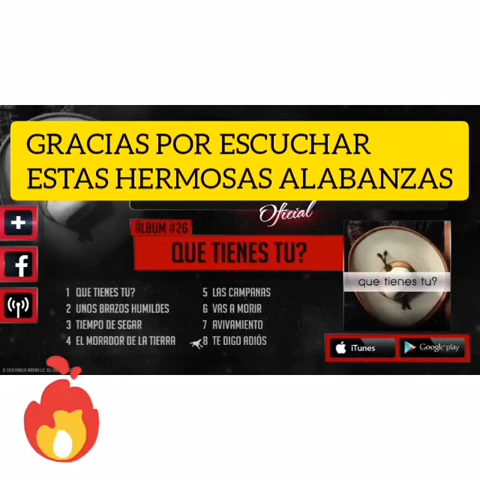 GRACIAS POR ESCUCHAR
ESTAS HERMOSAS ALABANZAS
Oficial
ALBUM #26
QUE TIENES TU?
1 QUE TIENES TU?
2 UNOS BRAZOS HUMILDES
3 TIEMPO DE SEGAR
4 EL MORADOR DE LA TIERRA
5 LAS CAMPANAS
6 VAS A MORIR
7 AVIVAMIENTO
8 TE DIGO ADIÓS
que tienes tu?
iTunes
Google play